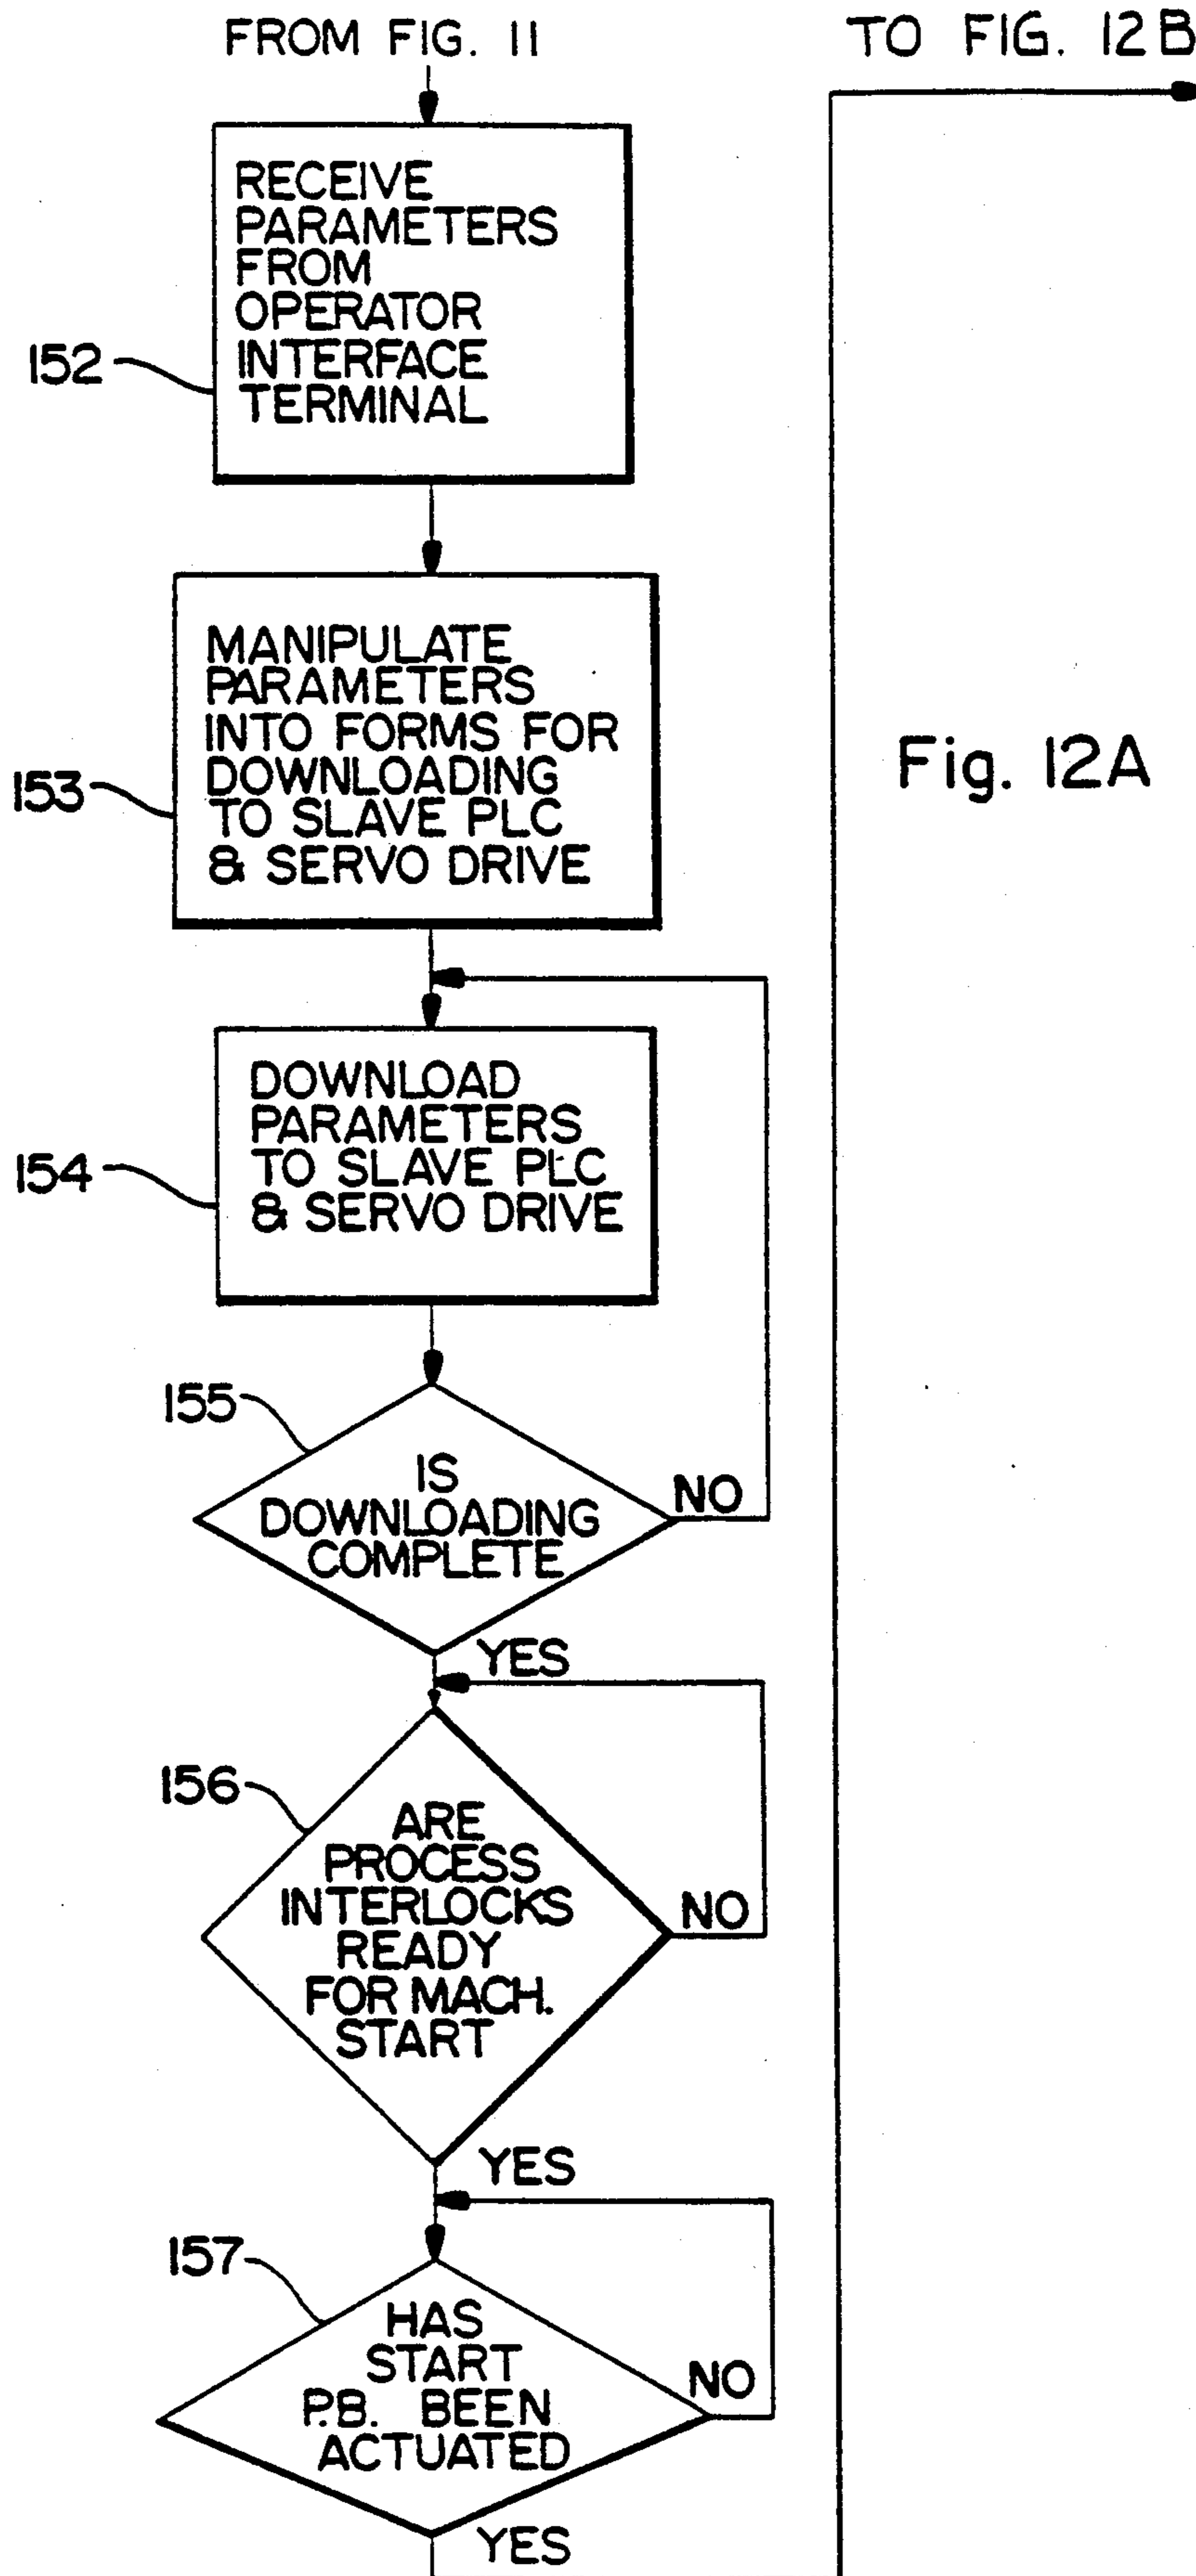 FROM FIG. 11
TO FIG. 12B
RECEIVE
PARAMETERS
FROM
OPERATOR
INTERFACE
TERMINAL
152
MANIPULATE
PARAMETERS
INTO FORMS FOR
DOWNLOADING
TO SLAVE PLC
& SERVO DRIVE
153
Fig. 12A
DOWNLOAD
PARAMETERS
TO SLAVE PLC
& SERVO DRIVE
154
155
IS
DOWNLOADING
COMPLETE
NO
YES
156
ARE
PROCESS
INTERLOCKS
READY
FOR MACH.
START
NO
YES
157
HAS
START
P.B. BEEN
ACTUATED
NO
YES